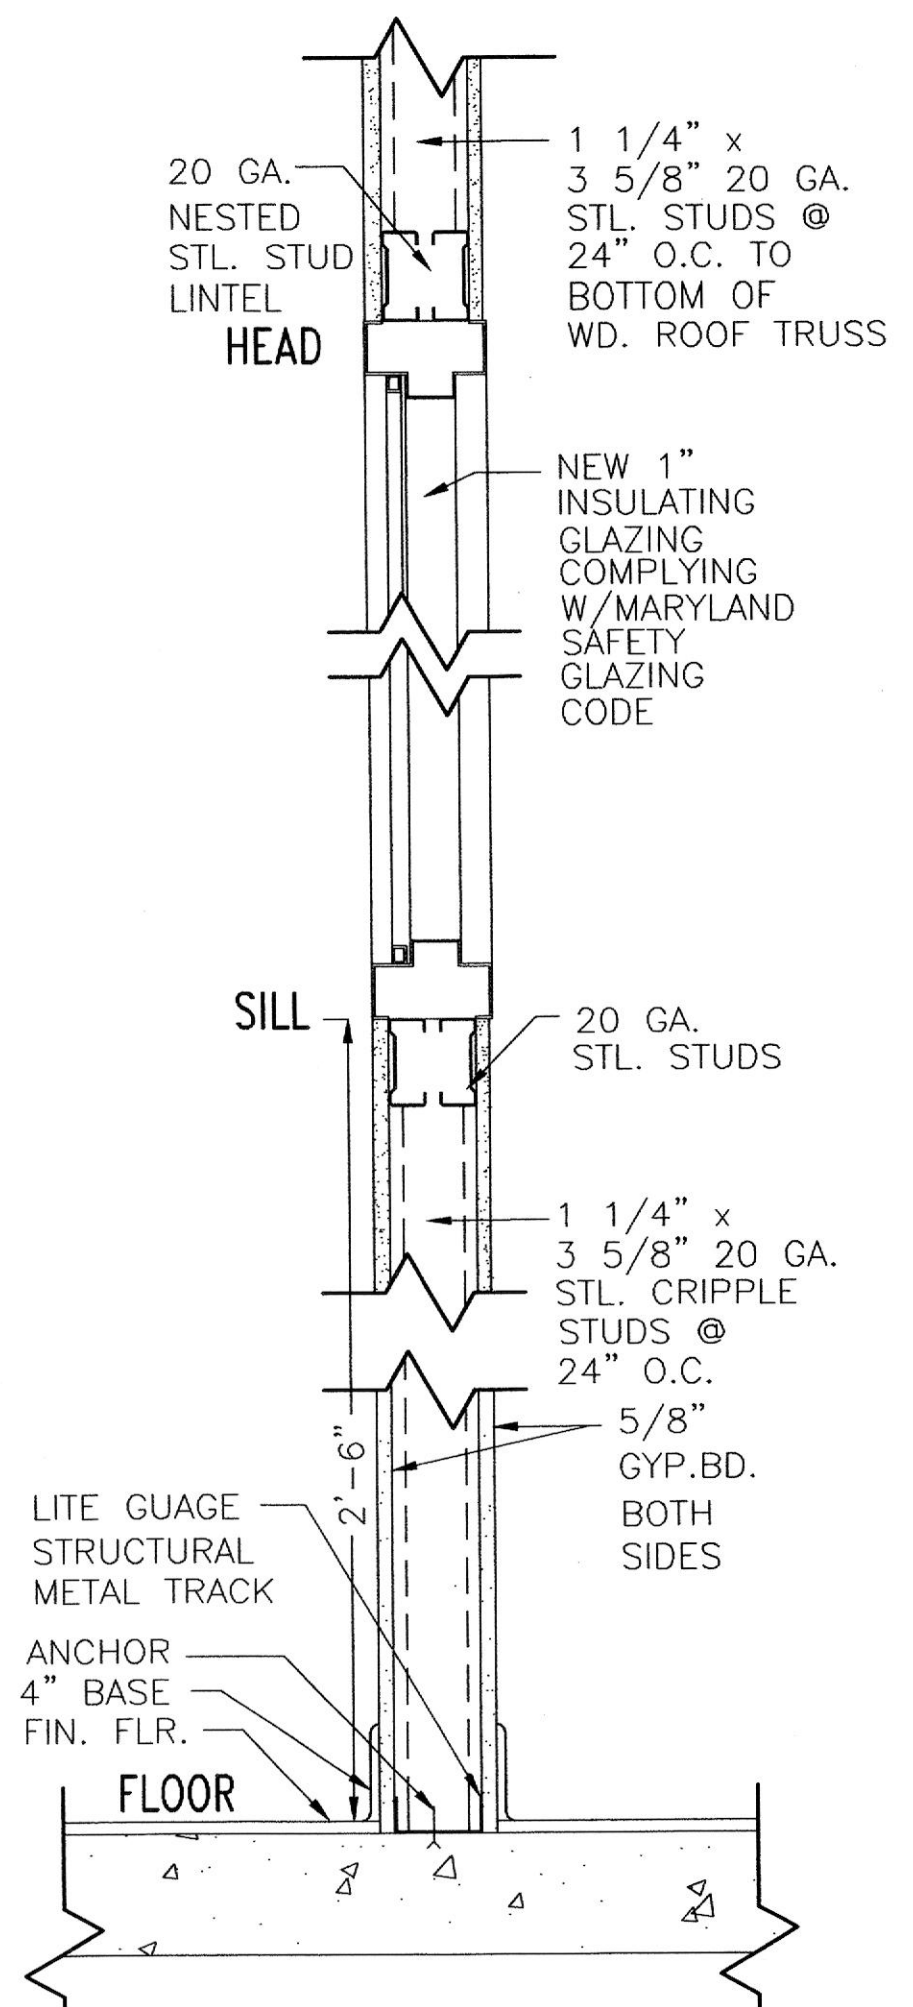 20 GA.
NESTED
STL. STUD
LINTEL
HEAD
1 1/4" x
3 5/8" 20 GA.
STL. STUDS @
24" O.C. TO
BOTTOM OF
WD. ROOF TRUSS
NEW 1"
INSULATING
GLAZING
COMPLYING
W/MARYLAND
SAFETY
GLAZING
CODE
SILL
20 GA.
STL. STUDS
1 1/4" x
3 5/8" 20 GA.
STL. CRIPPLE
STUDS @
24" O.C.
5/8"
GYP.BD.
BOTH
SIDES
2'-6"
LITE GUAGE
STRUCTURAL
METAL TRACK
ANCHOR
4" BASE
FIN. FLR.
FLOOR